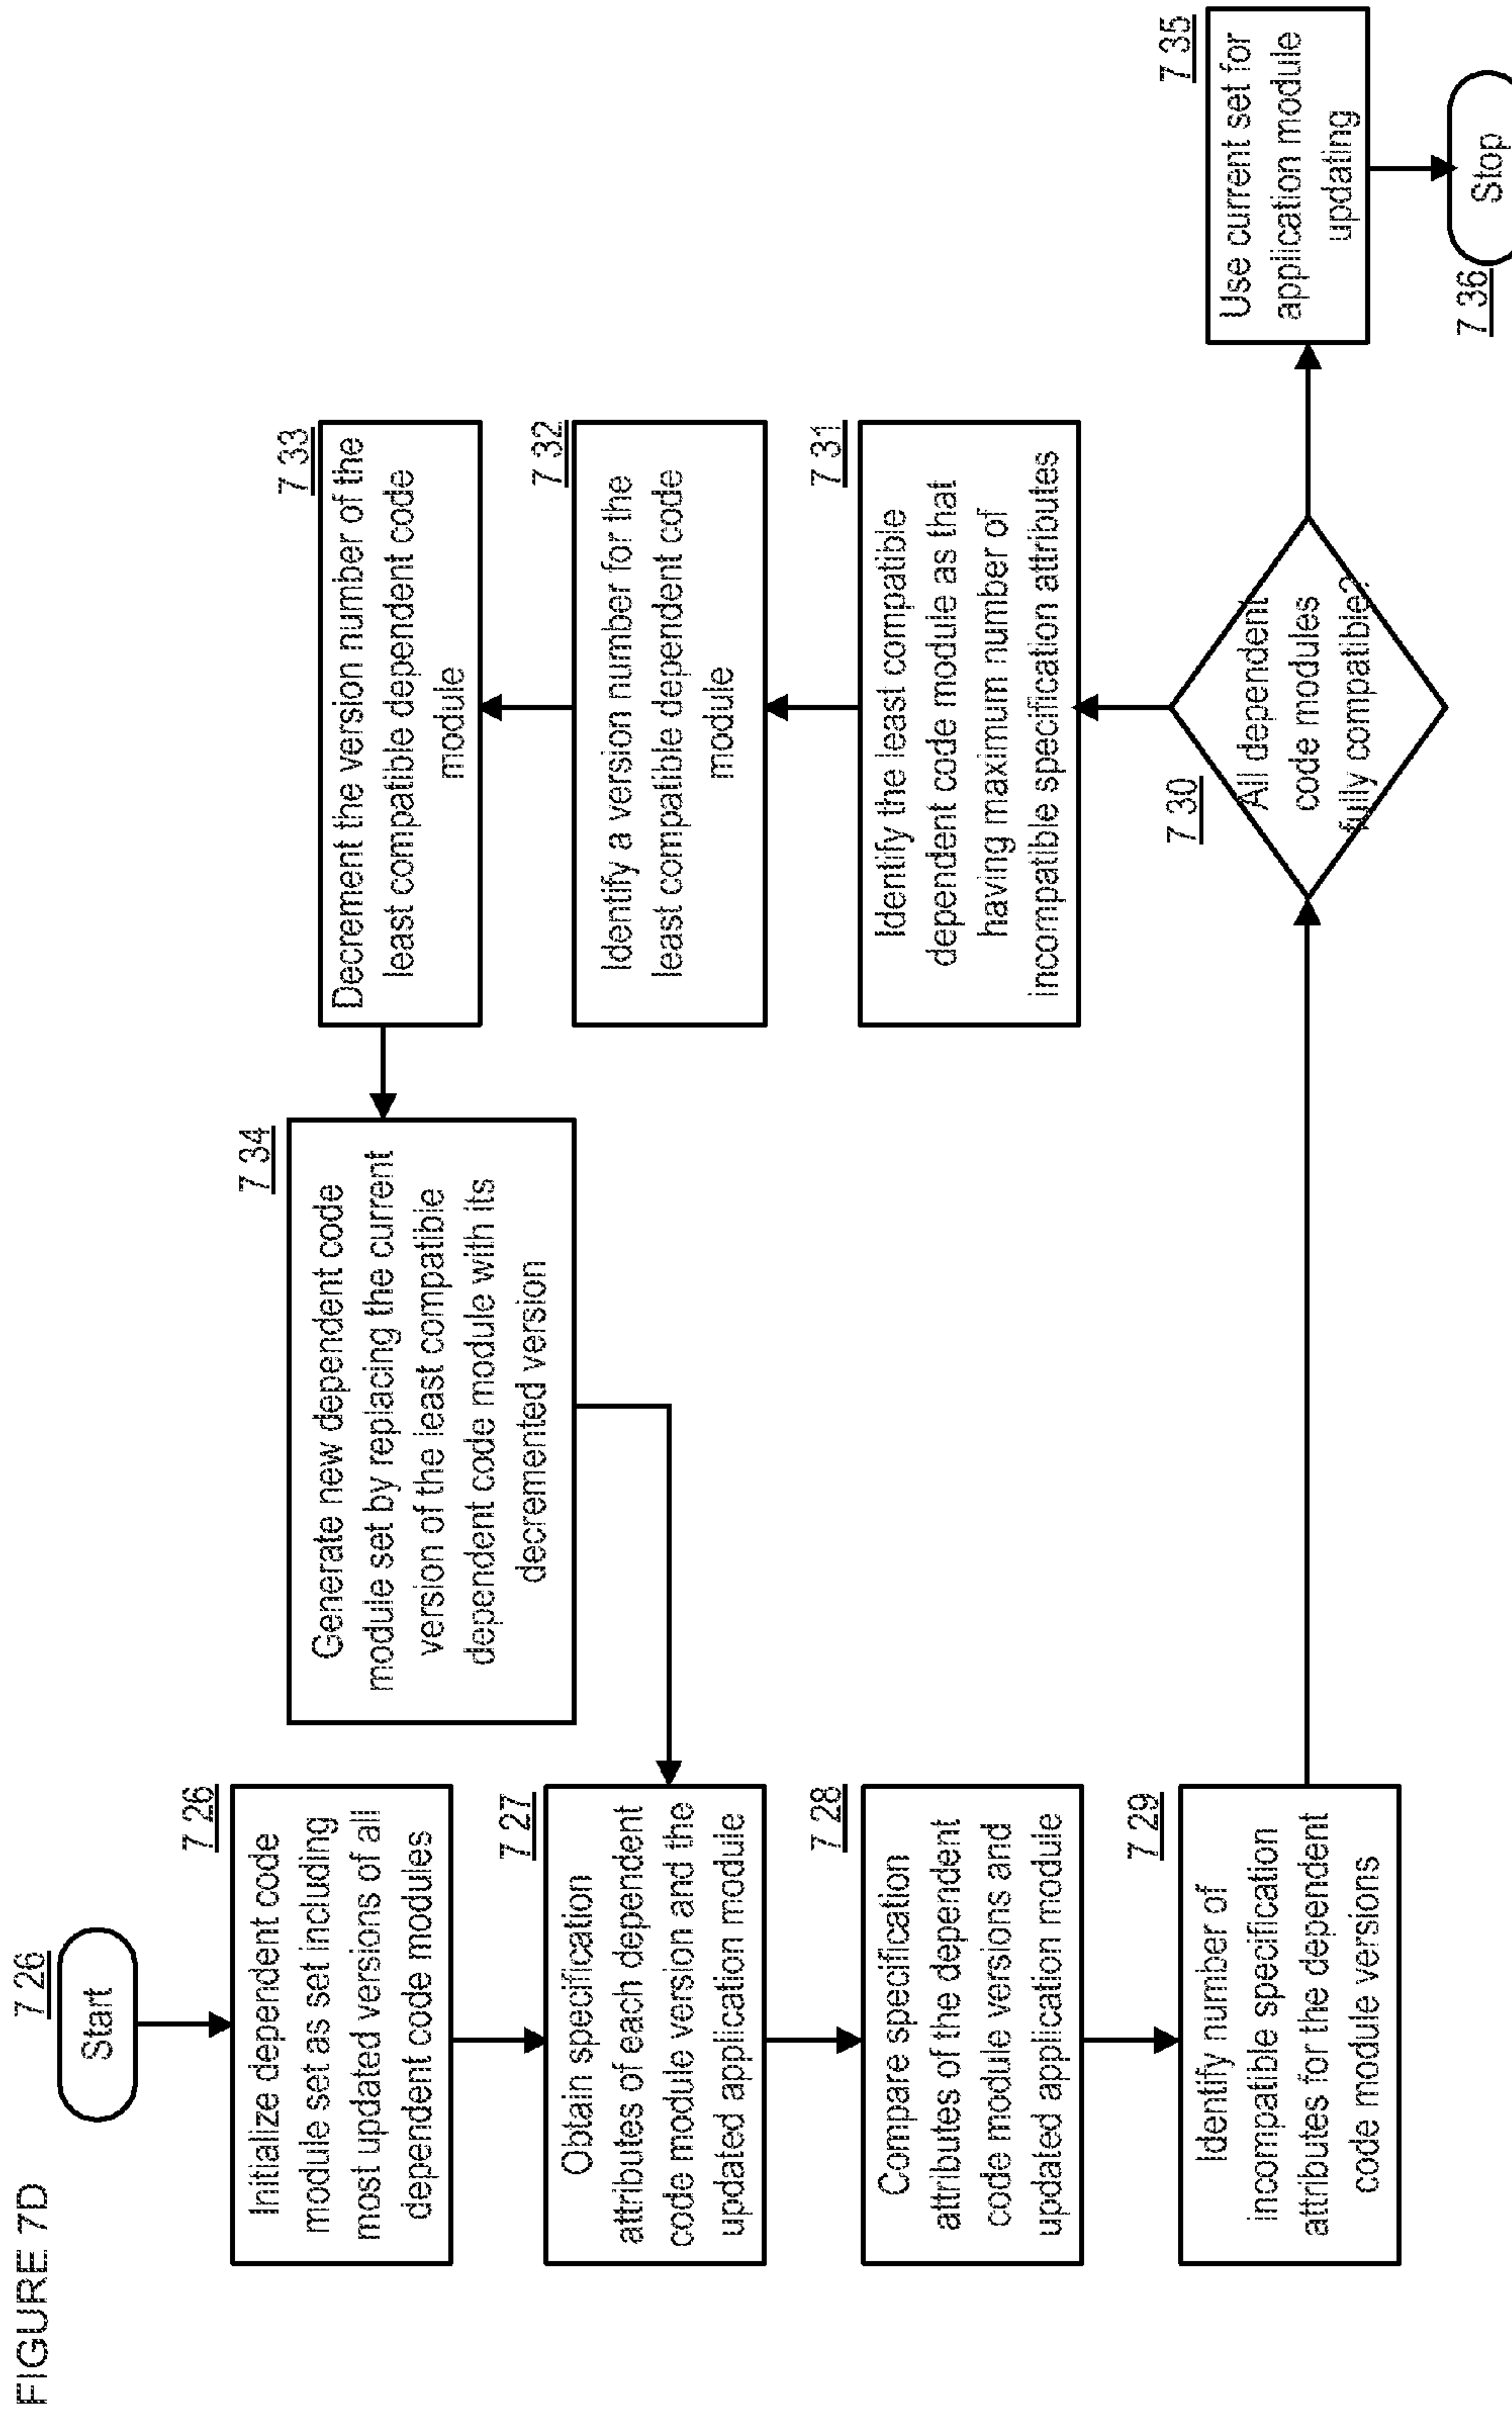 FIGURE 7D
7 26
Start
7 26
Initialize dependent code
module set as set including
most updated versions of all
dependent code modules
7 27
Obtain specification
attributes of each dependent
code module version and the
updated application module
7 28
Compare specification
attributes of the dependent
code module versions and
updated application module
7 29
Identify number of
incompatible specification
attributes for the dependent
code module versions
7 34
Generate new dependent code
module set by replacing the current
version of the least compatible
dependent code module with its
decremented version
7 33
Decrement the version number of the
least compatible dependent code
module
7 32
Identify a version number for the
least compatible dependent code
module
7 31
Identify the least compatible
dependent code module as that
having maximum number of
incompatible specification attributes
7 30
All dependent
code modules
fully compatible?
7 35
Use current set for
application module
updating
7 36
Stop